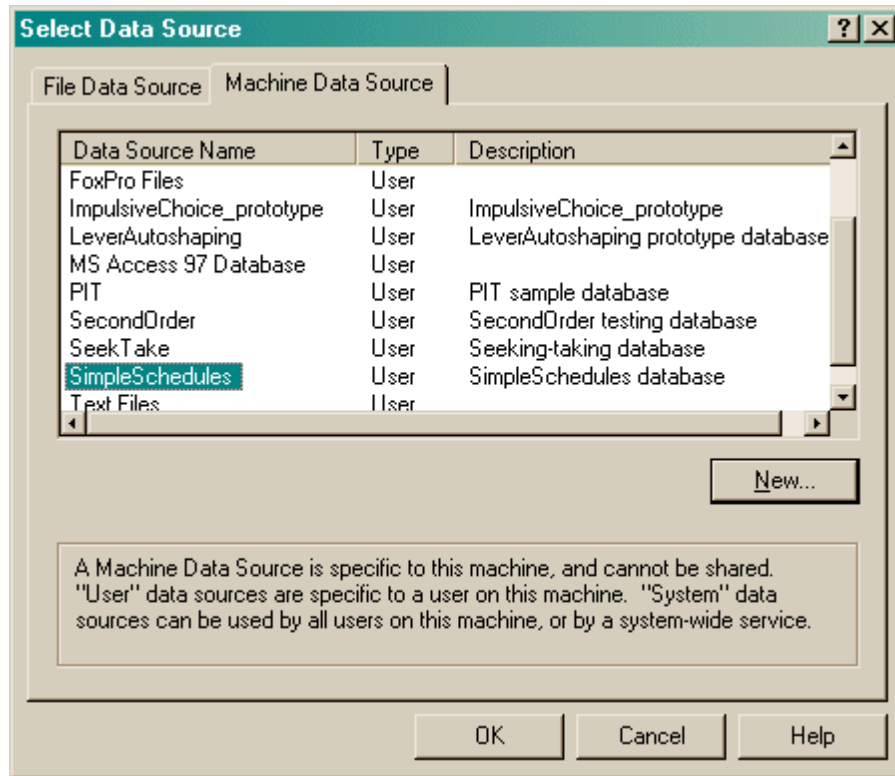 Select Data Source
File Data Source Machine Data Source
Data Source Name Type Description
FoxPro Files User
ImpulsiveChoice_prototype User ImpulsiveChoice_prototype
LeverAutoshaping User LeverAutoshaping prototype database
MS Access 97 Database User
PIT User PIT sample database
SecondOrder User SecondOrder testing database
SeekTake User Seeking-taking database
SimpleSchedules User SimpleSchedules database
Text Files User
New...
A Machine Data Source is specific to this machine, and cannot be shared.
"User" data sources are specific to a user on this machine. "System" data
sources can be used by all users on this machine, or by a system-wide service.
OK Cancel Help